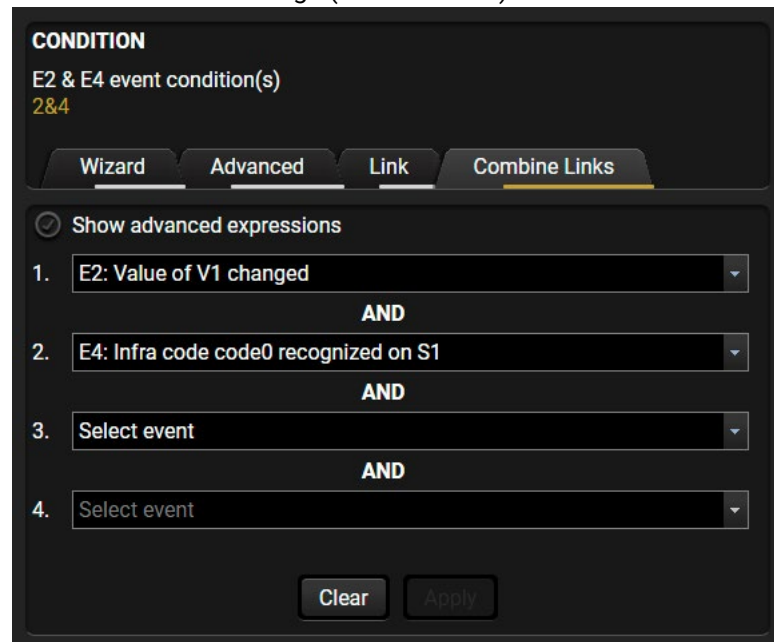 CONDITION
E2 & E4 event condition(s)
2&4
Wizard Advanced Link Combine Links
Show advanced expressions
1. E2: Value of V1 changed
AND
2. E4: Infra code code0 recognized on S1
AND
3. Select event
AND
4. Select event
Clear Apply